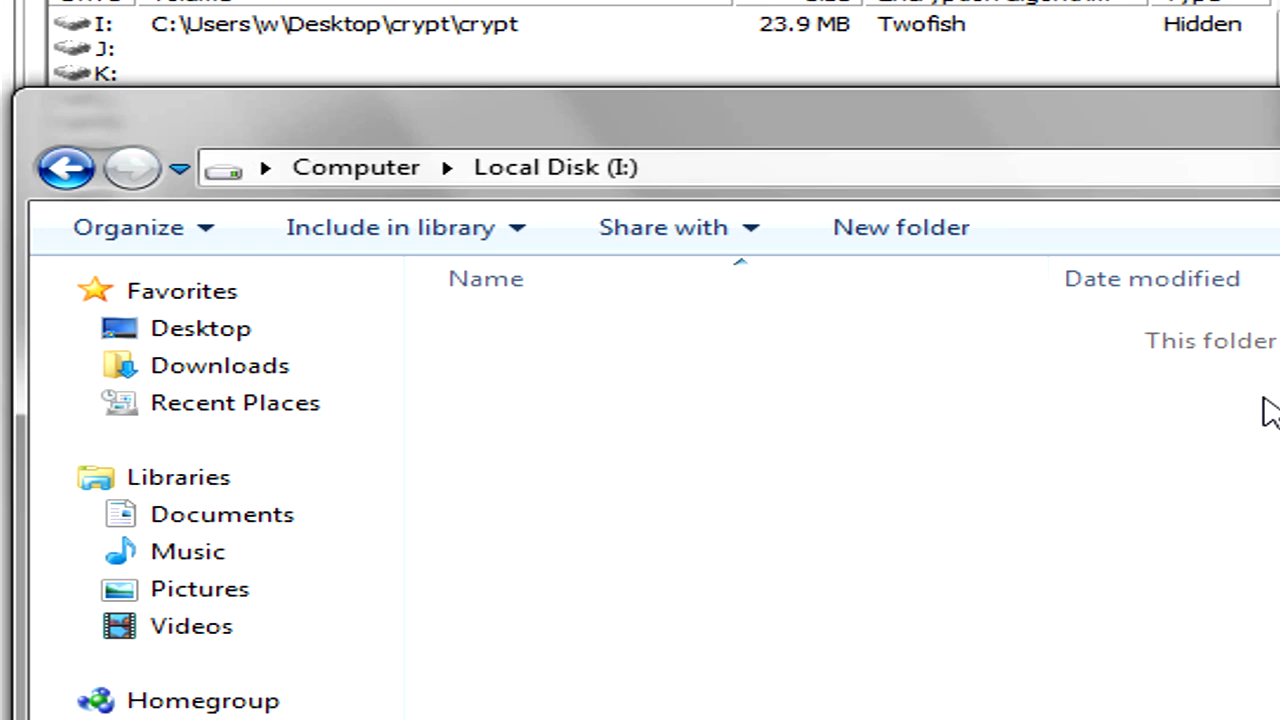 I: C:\Users\w\Desktop\crypt\crypt 23.9 MB Twofish Hidden
J:
K:
Computer Local Disk (I:)
Organize Include in library Share with New folder
Name Date modified
Favorites
This folder
Desktop
Downloads
Recent Places
Libraries
Documents
Music
Pictures
Videos
Homegroup